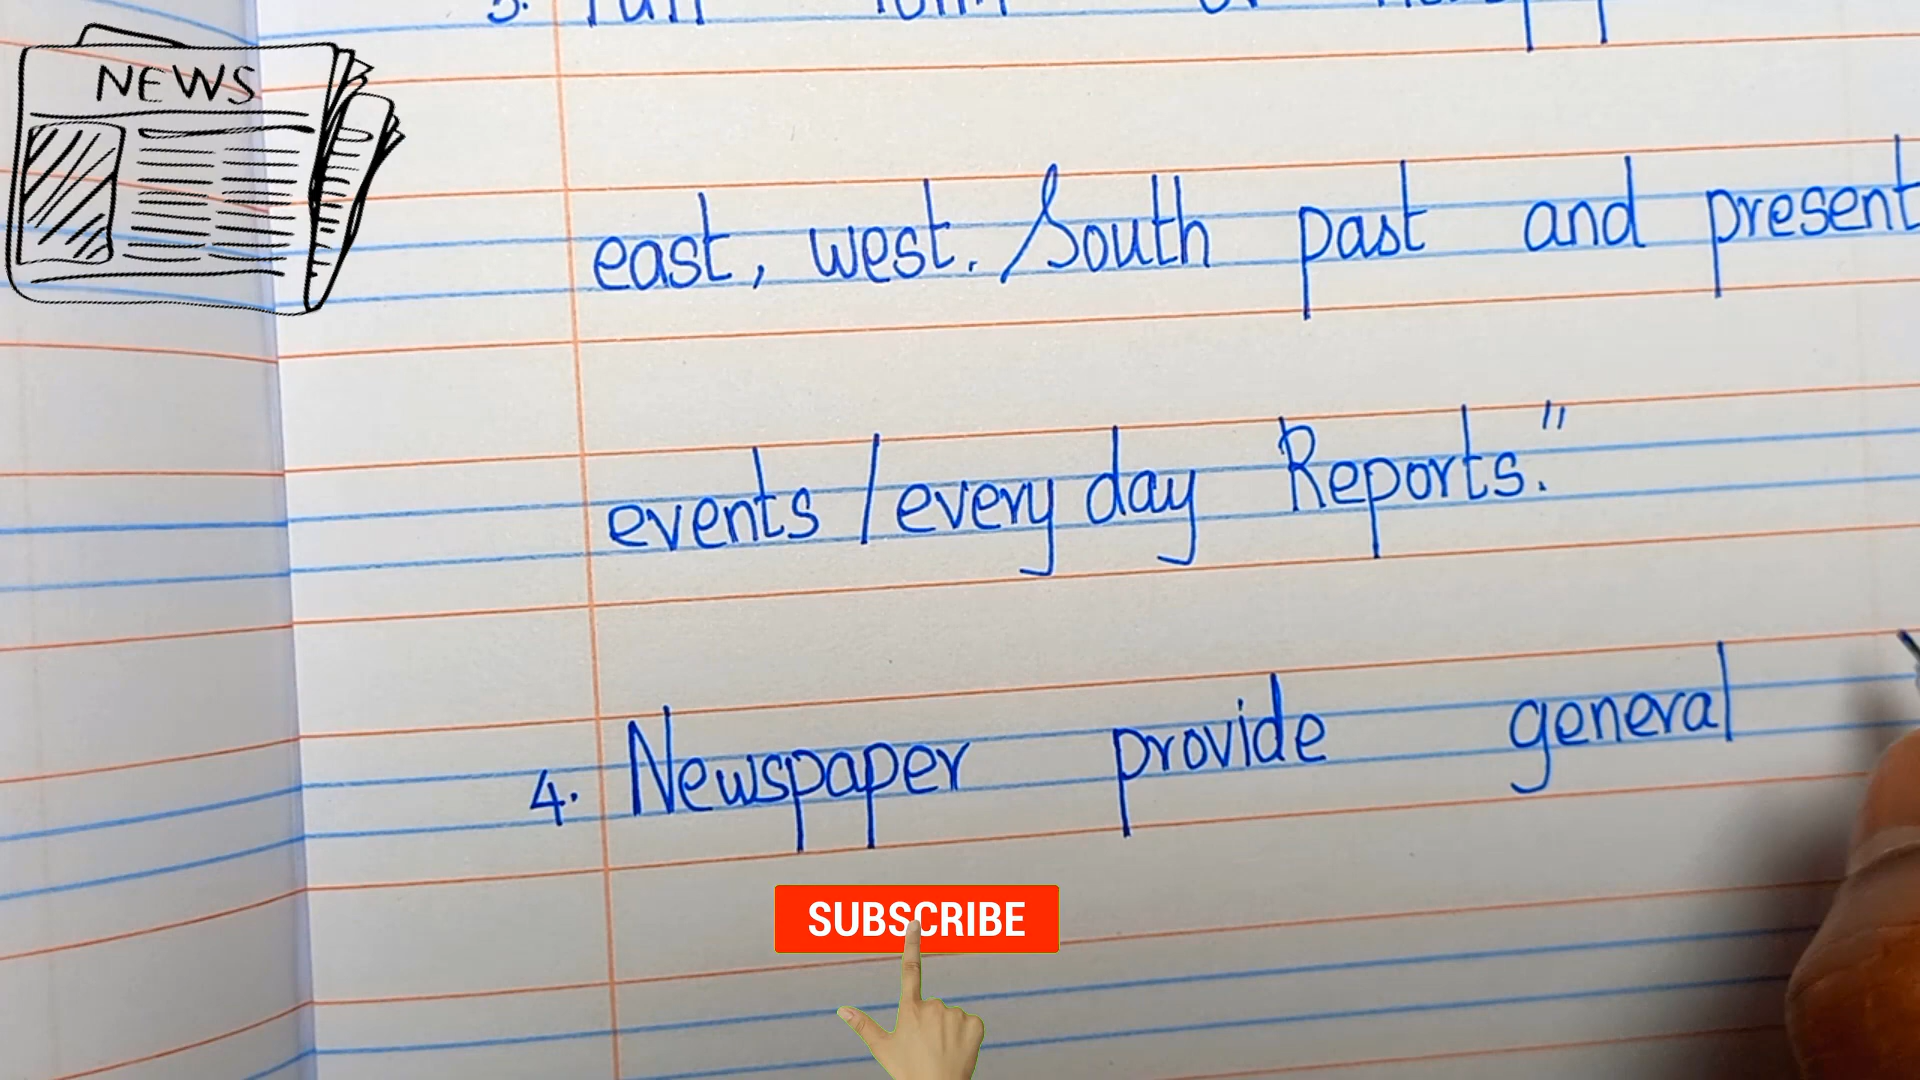 NEWS
east, west. South past and present
events / every day Reports."
4. Newspaper provide general
SUBSCRIBE